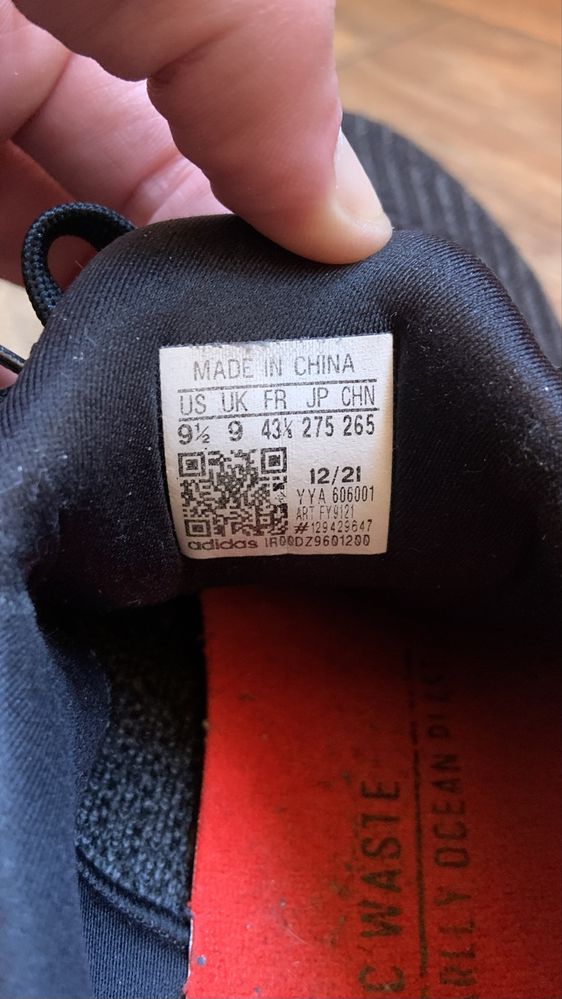 MADE IN CHINA
US UK FR JP CHN
9½ 9 43⅓ 275 265
12/21
YYA 606001
ART FY9121
#129429647
adidas IR00DZ9601200
C WASTE
OCEAN